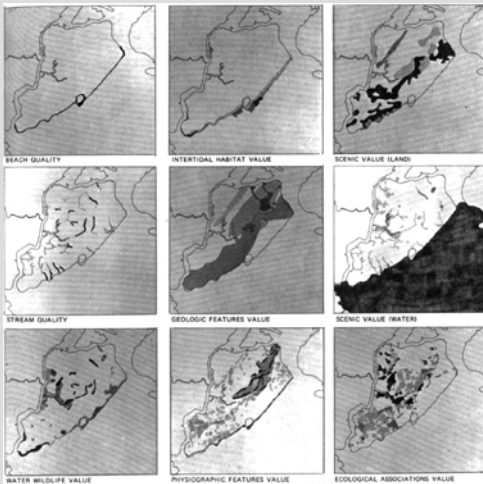 BEACH QUALITY
INTERTIDAL HABITAT VALUE
SCENIC VALUE (LAND)
STREAM QUALITY
GEOLOGIC FEATURES VALUE
SCENIC VALUE (WATER)
WATER WILDLIFE VALUE
PHYSIOGRAPHIC FEATURES VALUE
ECOLOGICAL ASSOCIATIONS VALUE